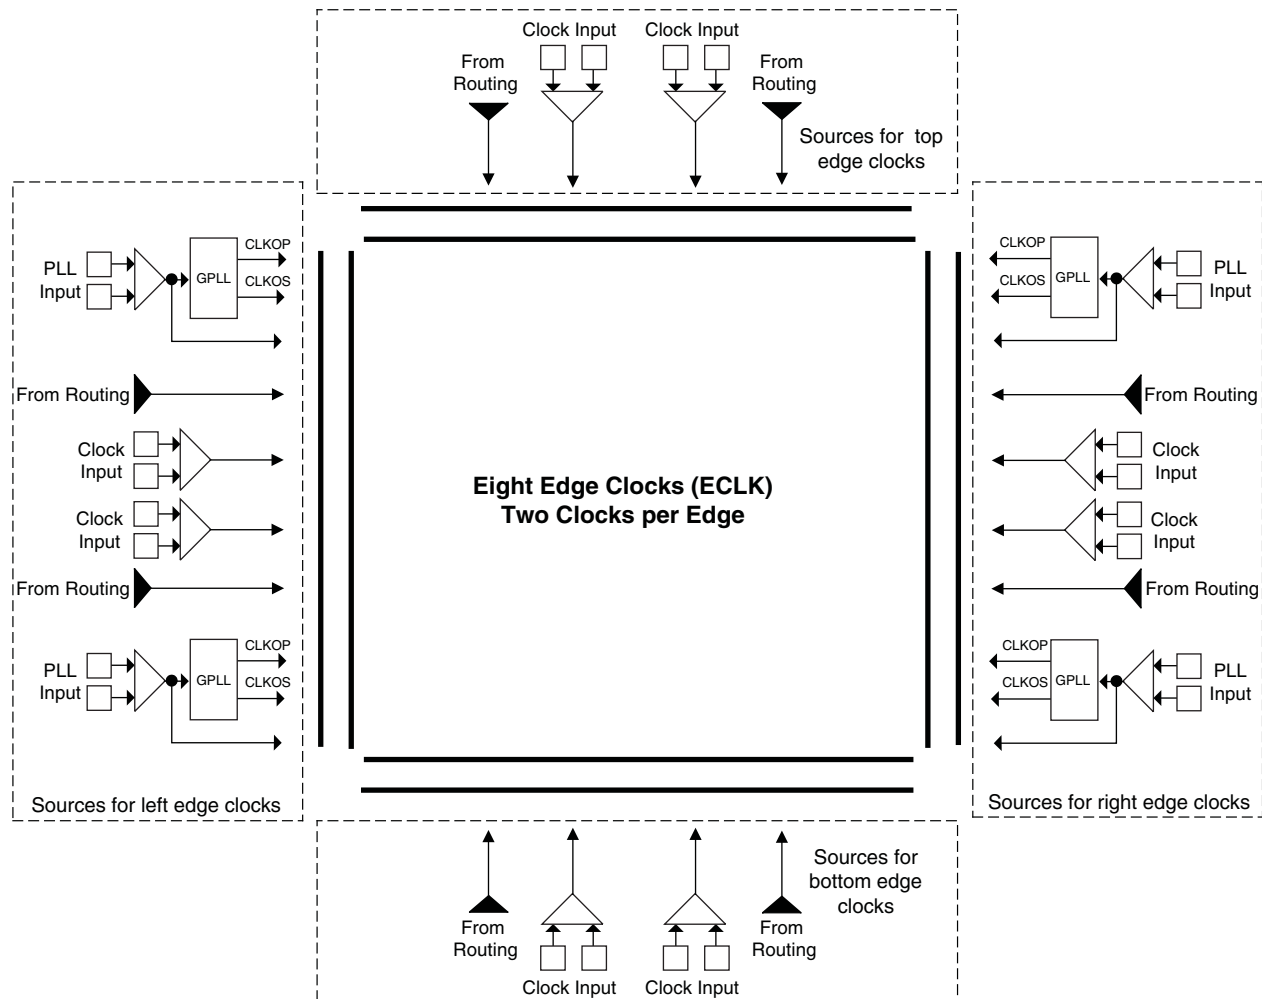 Clock Input
Clock Input
From
Routing
From
Routing
Sources for top
edge clocks
PLL
Input
GPLL
CLKOP
CLKOS
From Routing
Clock
Input
Clock
Input
From Routing
PLL
Input
GPLL
CLKOP
CLKOS
Sources for left edge clocks
Eight Edge Clocks (ECLK)
Two Clocks per Edge
CLKOP
CLKOS
GPLL
PLL
Input
From Routing
Clock
Input
Clock
Input
From Routing
CLKOP
CLKOS
GPLL
PLL
Input
Sources for right edge clocks
Sources for
bottom edge
clocks
From
Routing
From
Routing
Clock Input
Clock Input